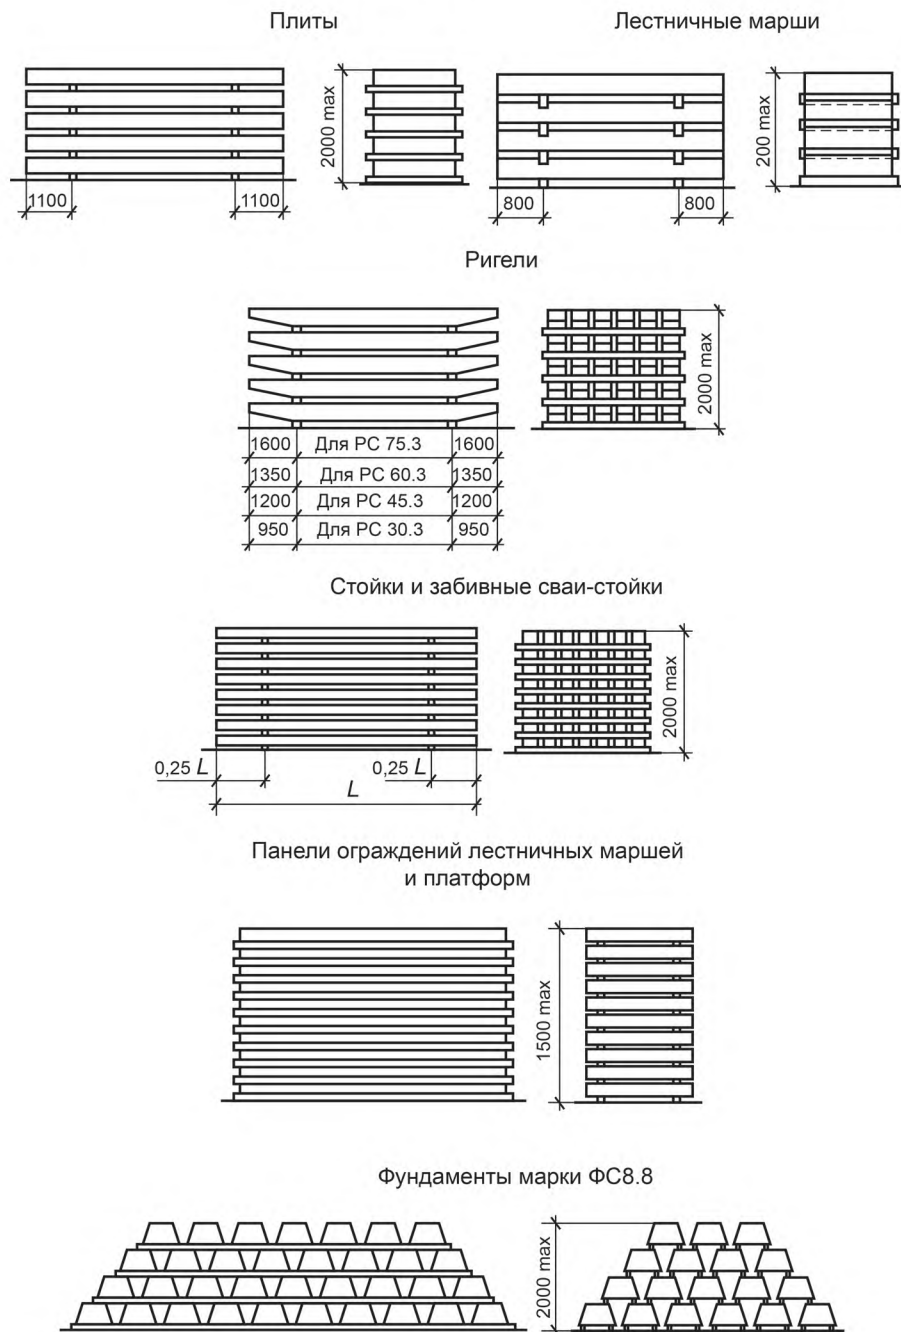 Плиты
Лестничные марши
2000 max
200 max
1100
1100
800
800
Ригели
2000 max
1600 Для РС 75.3 1600
1350 Для РС 60.3 1350
1200 Для РС 45.3 1200
950 Для РС 30.3 950
Стойки и забивные сваи-стойки
2000 max
0,25 L
0,25 L
L
Панели ограждений лестничных маршей
и платформ
1500 max
Фундаменты марки ФС8.8
2000 max